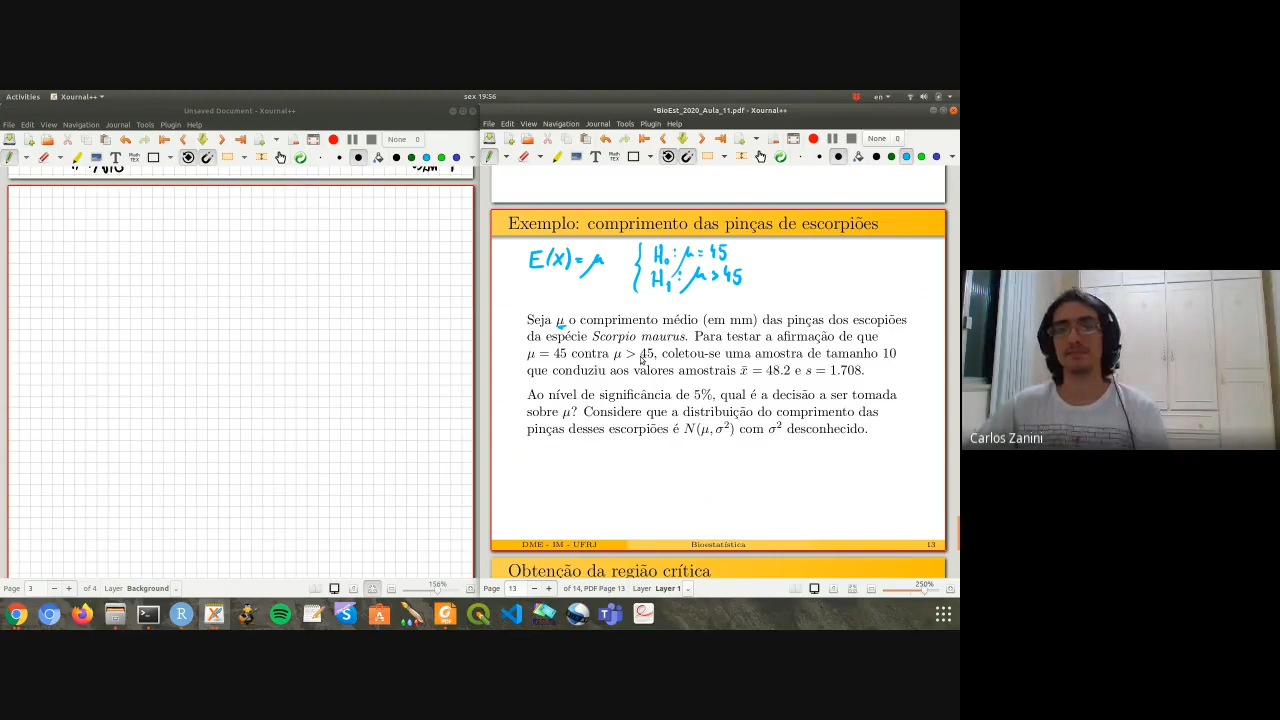 Activities
Xournal++
sex 19:56
en
Unsaved Document - Xournal++
File Edit View Navigation Journal Tools Plugin Help
None 0
*BioEst_2020_Aula_11.pdf - Xournal++
File Edit View Navigation Journal Tools Plugin Help
None 0
Exemplo: comprimento das pinças de escorpiões
E(X) = μ
H₀: μ = 45
H₁: μ > 45
Seja μ o comprimento médio (em mm) das pinças dos escopiões
da espécie Scorpio maurus. Para testar a afirmação de que
μ = 45 contra μ > 45, coletou-se uma amostra de tamanho 10
que conduziu aos valores amostrais x̄ = 48.2 e s = 1.708.
Ao nível de significância de 5%, qual é a decisão a ser tomada
sobre μ? Considere que a distribuição do comprimento das
pinças desses escorpiões é N(μ, σ²) com σ² desconhecido.
DME - IM - UFRJ
Bioestatística
13
Obtenção da região crítica
Page 3 of 4 Layer Background 156%
Page 13 of 14, PDF Page 13 Layer Layer 1 250%
Carlos Zanini